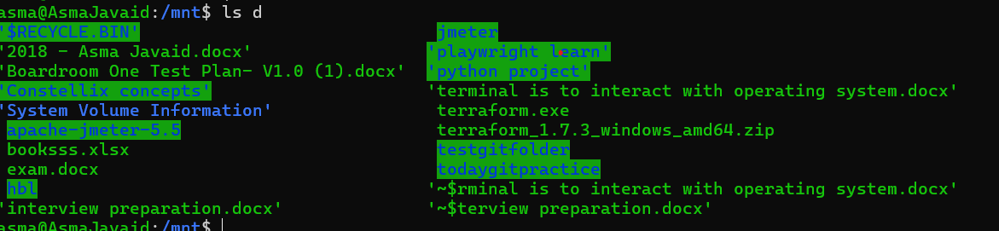 asma@AsmaJavaid:/mnt$ ls d
'$RECYCLE.BIN' jmeter
'2018 - Asma Javaid.docx' 'playwright learn'
'Boardroom One Test Plan- V1.0 (1).docx' 'python project'
'Constellix concepts' 'terminal is to interact with operating system.docx'
'System Volume Information' terraform.exe
apache-jmeter-5.5 terraform_1.7.3_windows_amd64.zip
booksss.xlsx testgitfolder
exam.docx todaygitpractice
hbl '~$rminal is to interact with operating system.docx'
'interview preparation.docx' '~$terview preparation.docx'
asma@AsmaJavaid:/mnt$